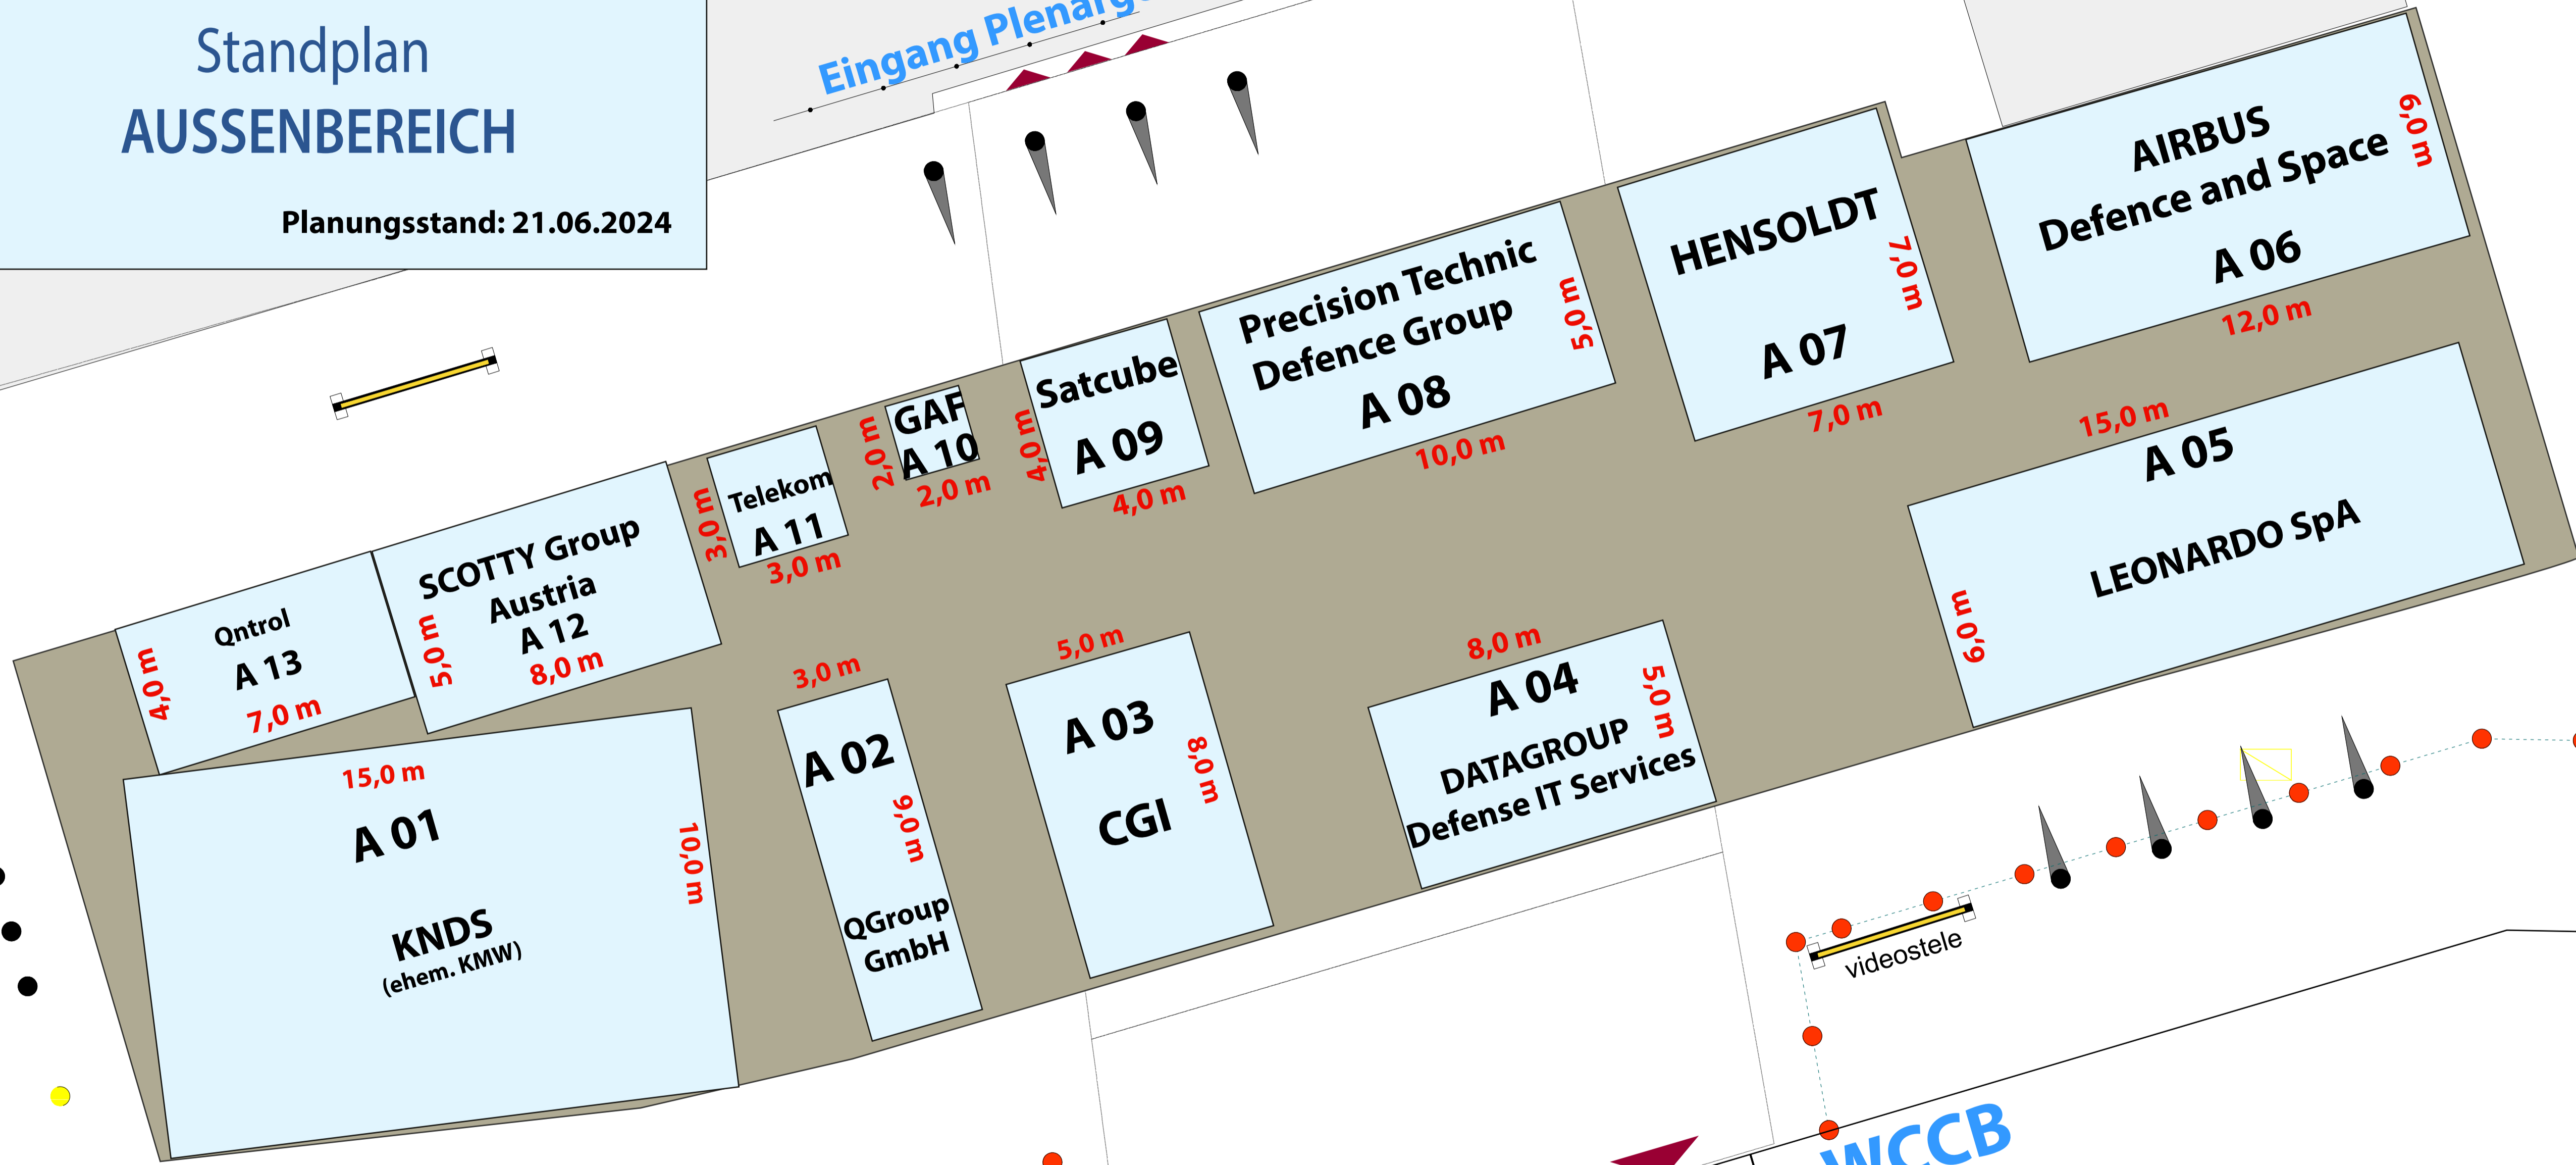 Standplan
AUSSENBEREICH
Planungsstand: 21.06.2024
Eingang
AIRBUS
Defence and Space
A 06
6,0 m
12,0 m
HENSOLDT
A 07
7,0 m
7,0 m
Precision Technic
Defence Group
A 08
5,0 m
10,0 m
Satcube
A 09
4,0 m
4,0 m
GAF
A 10
2,0 m
2,0 m
Telekom
A 11
3,0 m
3,0 m
SCOTTY Group
Austria
A 12
5,0 m
8,0 m
Qntrol
A 13
4,0 m
7,0 m
15,0 m
A 01
10,0 m
KNDS
(ehem. KMW)
3,0 m
A 02
9,0 m
QGroup
GmbH
5,0 m
A 03
8,0 m
CGI
8,0 m
A 04
5,0 m
DATAGROUP
Defense IT Services
15,0 m
A 05
LEONARDO SpA
6,0 m
videostele
WCCB